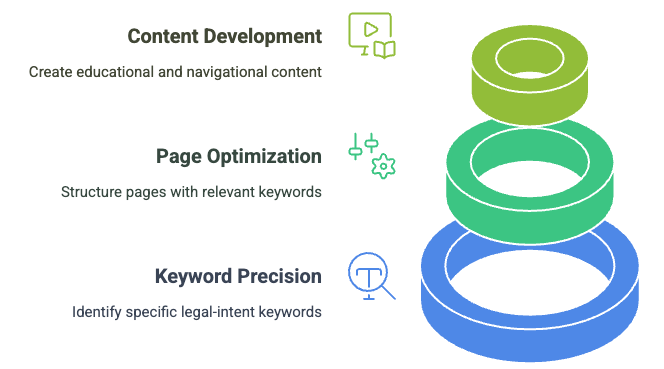 Content Development
Create educational and navigational content
Page Optimization
Structure pages with relevant keywords
Keyword Precision
Identify specific legal-intent keywords